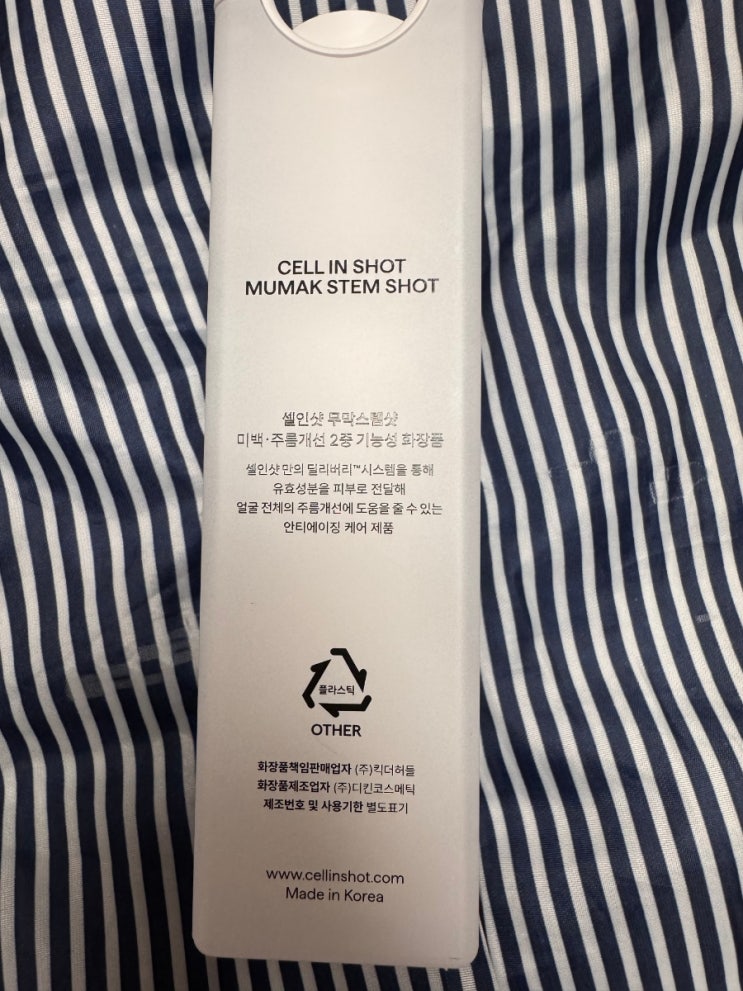 CELL IN SHOT
MUMAK STEM SHOT
셀인샷 무막스템샷
미백·주름개선 2중 기능성 화장품
셀인샷 만의 딜리버리™시스템을 통해
유효성분을 피부로 전달해
얼굴 전체의 주름개선에 도움을 줄 수 있는
안티에이징 케어 제품
플라스틱
OTHER
화장품책임판매업자 (주)킥더허들
화장품제조업자 (주)디킨코스메틱
제조번호 및 사용기한 별도표기
www.cellinshot.com
Made in Korea